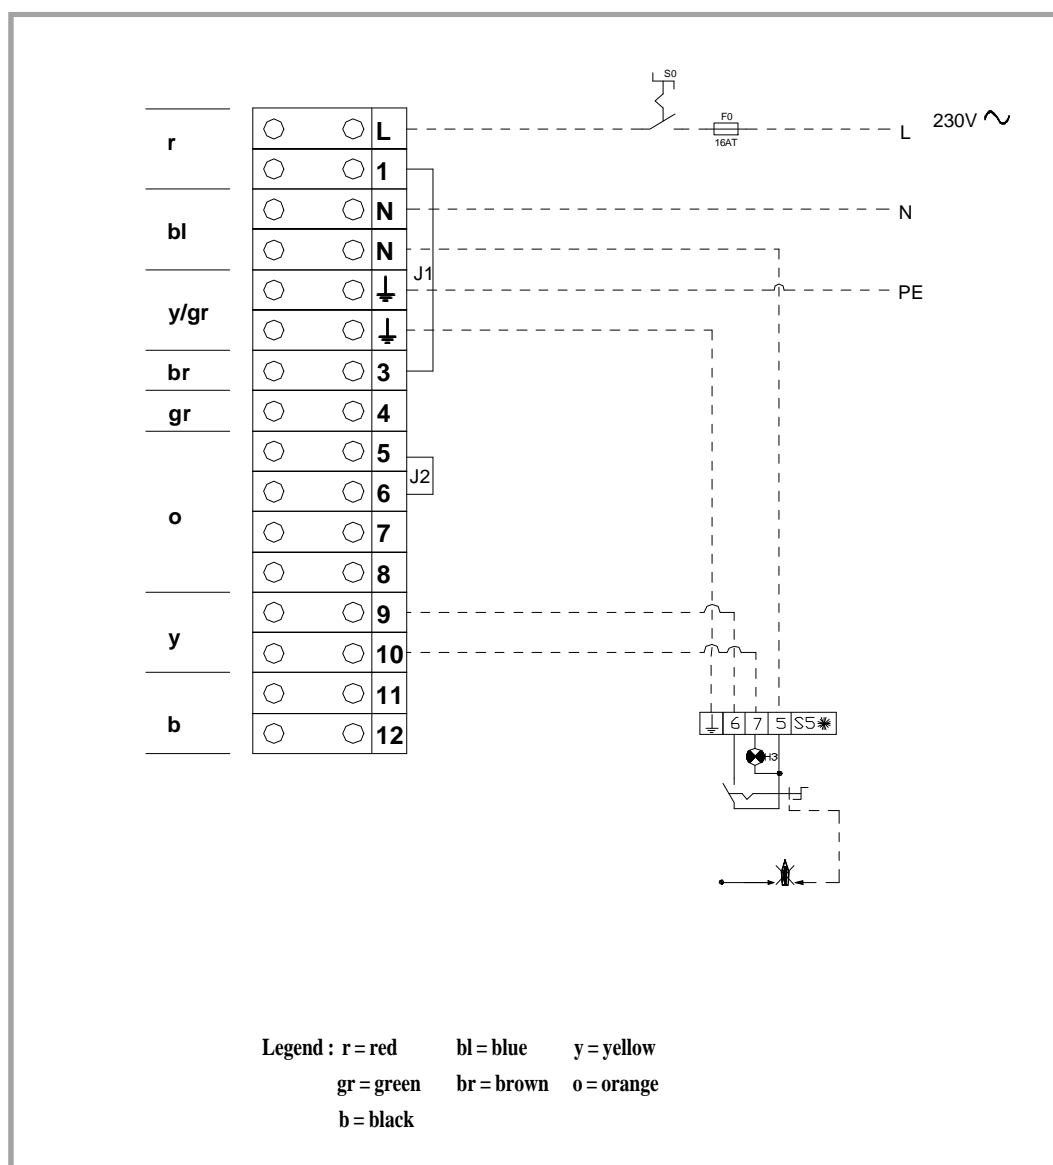 S0
r L F0 L 230V
16AT
1
N N
bl
N
J1
PE
y/gr
br 3
gr 4
5
J2
6
o
7
8
9
y
10
11
b 6 7 5 S5
12
H3
Legend : r = red bl = blue y = yellow
gr = green br = brown o = orange
b = black